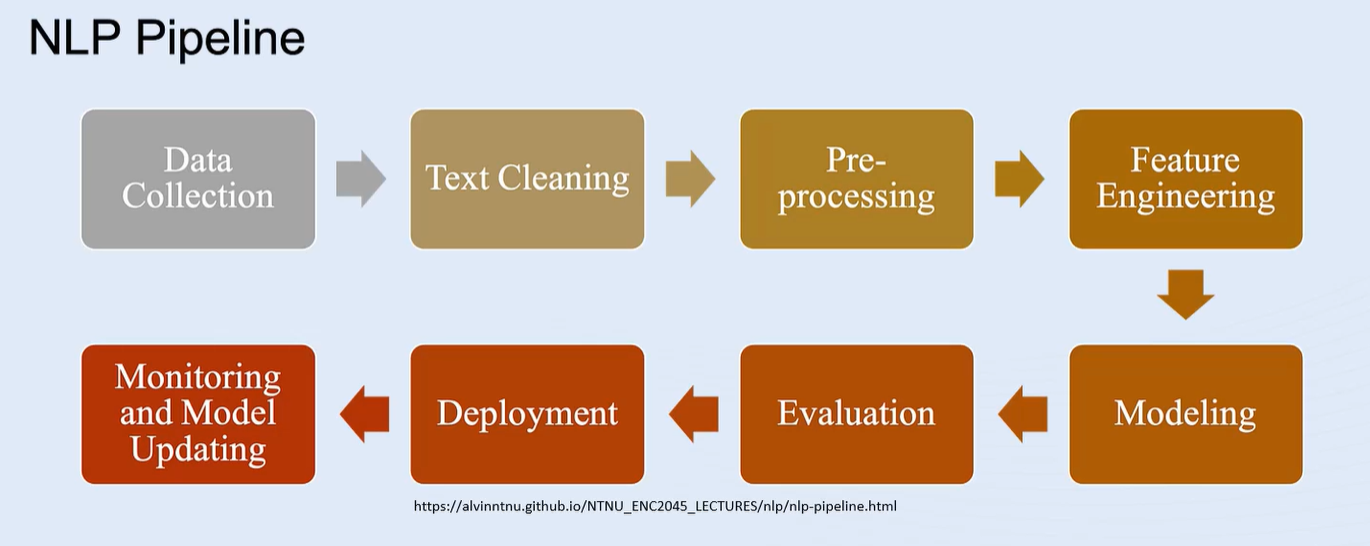 NLP Pipeline
Data
Collection
Text Cleaning
Pre-
processing
Feature
Engineering
Modeling
Evaluation
Deployment
Monitoring
and Model
Updating
https://alvinntnu.github.io/NTNU_ENC2045_LECTURES/nlp/nlp-pipeline.html